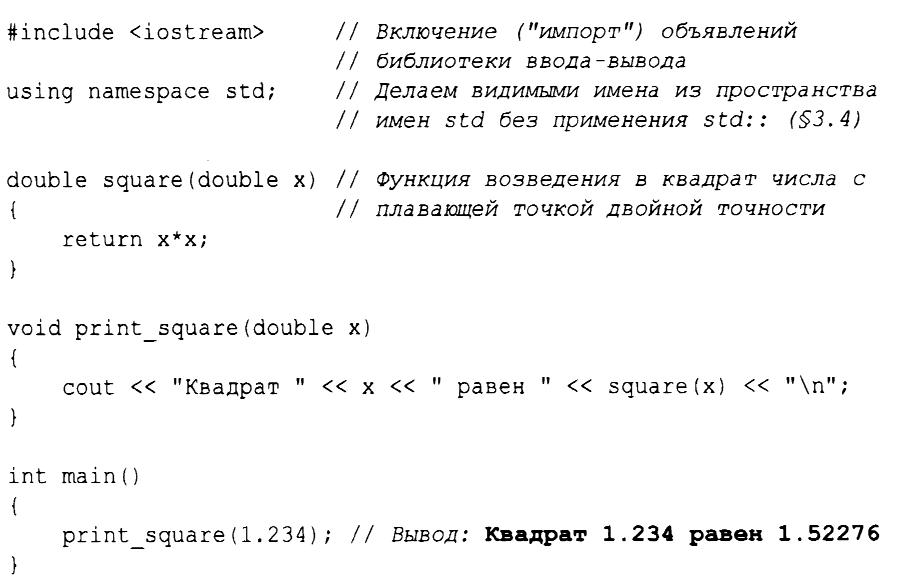 #include <iostream> // Включение ("импорт") объявлений
// библиотеки ввода-вывода
using namespace std; // Делаем видимыми имена из пространства
// имен std без применения std:: (§3.4)
double square(double x) // Функция возведения в квадрат числа с
{ // плавающей точкой двойной точности
return x*x;
}
void print_square(double x)
{
cout << "Квадрат " << x << " равен " << square(x) << "\n";
}
int main()
{
print_square(1.234); // Вывод: Квадрат 1.234 равен 1.52276
}